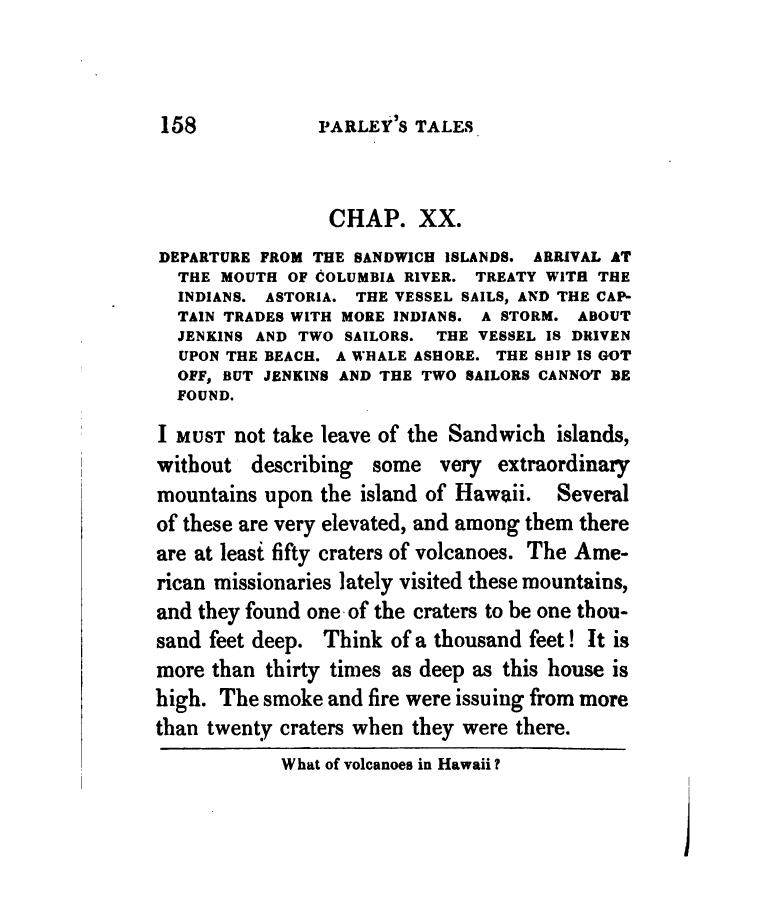 158 PARLEY'S TALES
CHAP. XX.
DEPARTURE FROM THE SANDWICH ISLANDS. ARRIVAL AT
THE MOUTH OF COLUMBIA RIVER. TREATY WITH THE
INDIANS. ASTORIA. THE VESSEL SAILS, AND THE CAP-
TAIN TRADES WITH MORE INDIANS. A STORM. ABOUT
JENKINS AND TWO SAILORS. THE VESSEL IS DRIVEN
UPON THE BEACH. A WHALE ASHORE. THE SHIP IS GOT
OFF, BUT JENKINS AND THE TWO SAILORS CANNOT BE
FOUND.
I MUST not take leave of the Sandwich islands,
without describing some very extraordinary
mountains upon the island of Hawaii. Several
of these are very elevated, and among them there
are at least fifty craters of volcanoes. The Ame-
rican missionaries lately visited these mountains,
and they found one of the craters to be one thou-
sand feet deep. Think of a thousand feet! It is
more than thirty times as deep as this house is
high. The smoke and fire were issuing from more
than twenty craters when they were there.
What of volcanoes in Hawaii?